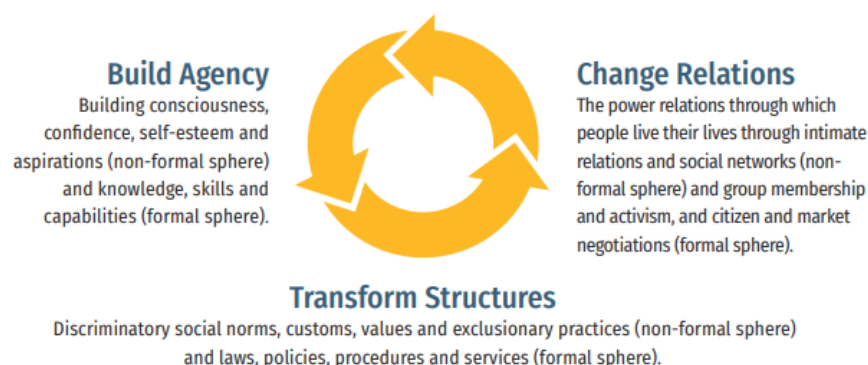 Build Agency
Building consciousness,
confidence, self-esteem and
aspirations (non-formal sphere)
and knowledge, skills and
capabilities (formal sphere).
Change Relations
The power relations through which
people live their lives through intimate
relations and social networks (non-
formal sphere) and group membership
and activism, and citizen and market
negotiations (formal sphere).
Transform Structures
Discriminatory social norms, customs, values and exclusionary practices (non-formal sphere)
and laws, policies, procedures and services (formal sphere).